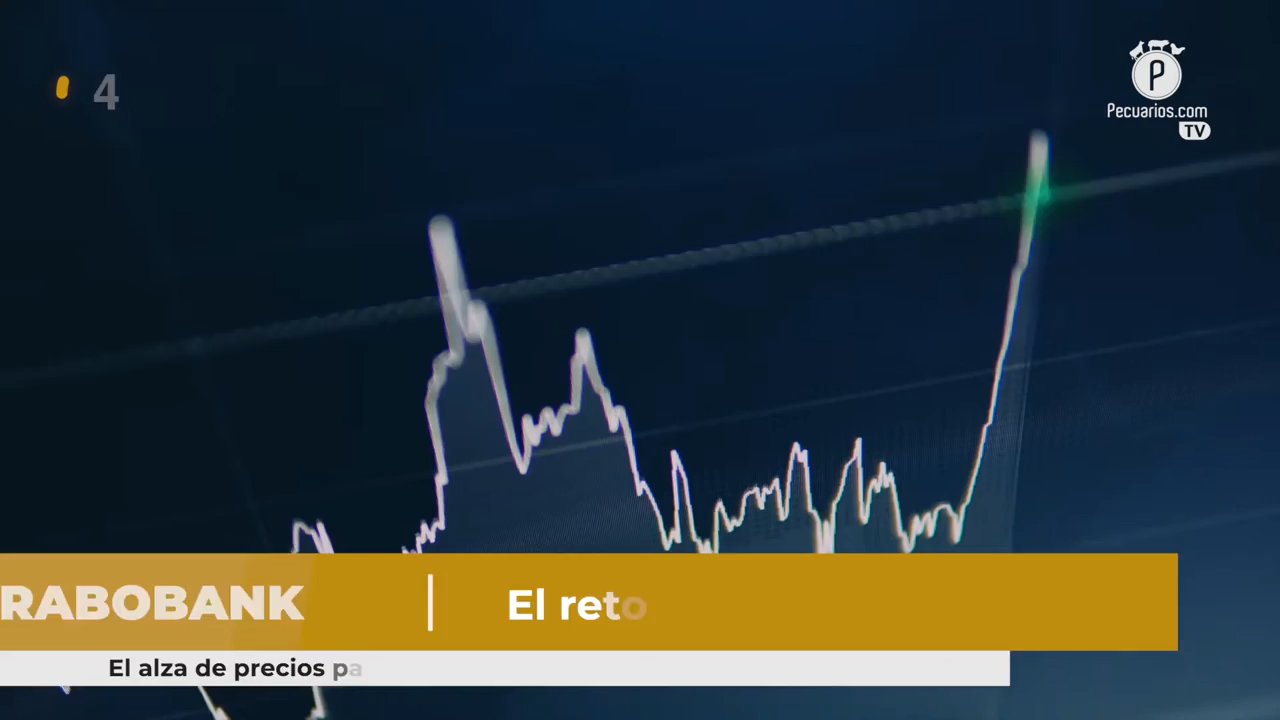 4
P
Pecuarios.com
TV
RABOBANK
El reto
El alza de precios pa